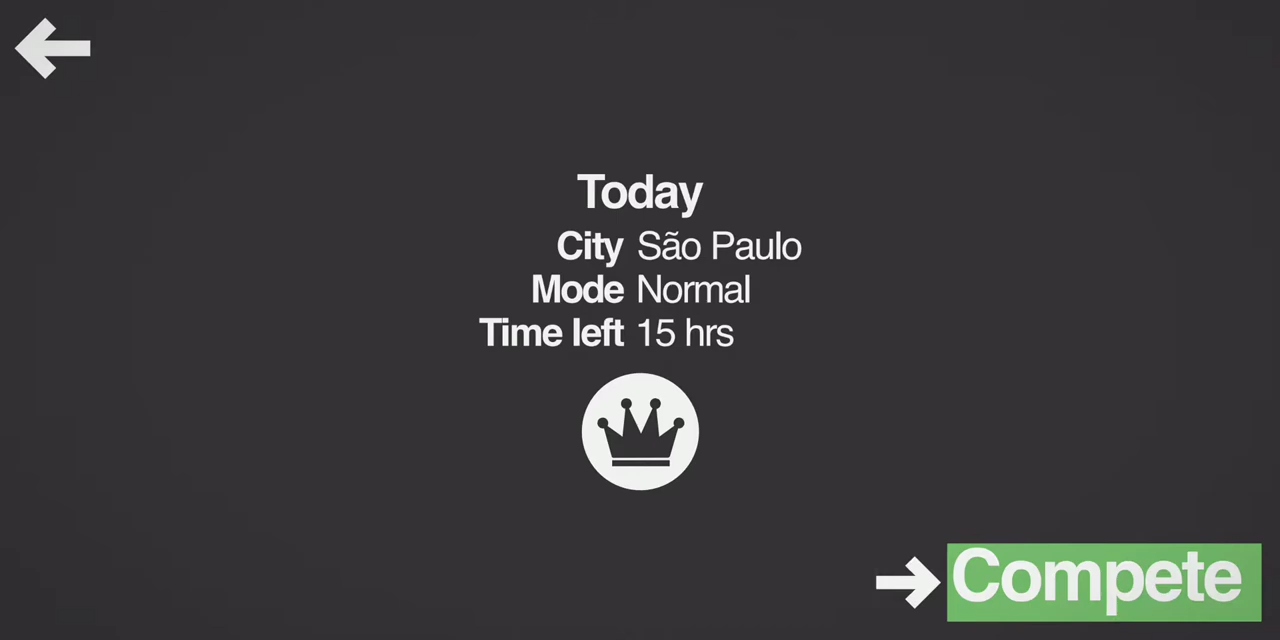 Today
City São Paulo
Mode Normal
Time left 15 hrs
Compete